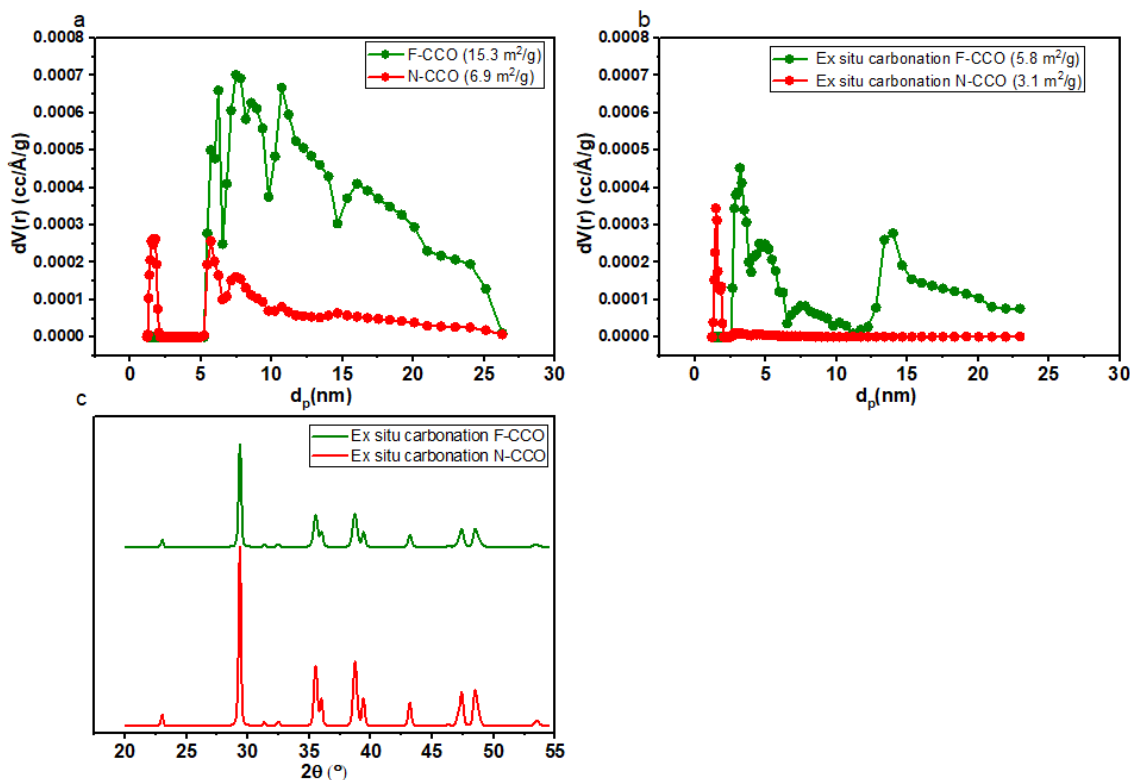 a
0.0008
0.0007
0.0006
0.0005
0.0004
0.0003
0.0002
0.0001
0.0000
dV(r) (cc/Å/g)
F-CCO (15.3 m²/g)
N-CCO (6.9 m²/g)
0 5 10 15 20 25 30
dₚ(nm)
b
0.0008
0.0007
0.0006
0.0005
0.0004
0.0003
0.0002
0.0001
0.0000
dV(r) (cc/Å/g)
Ex situ carbonation F-CCO (5.8 m²/g)
Ex situ carbonation N-CCO (3.1 m²/g)
0 5 10 15 20 25 30
dₚ(nm)
c
Ex situ carbonation F-CCO
Ex situ carbonation N-CCO
20 25 30 35 40 45 50 55
2θ (º)